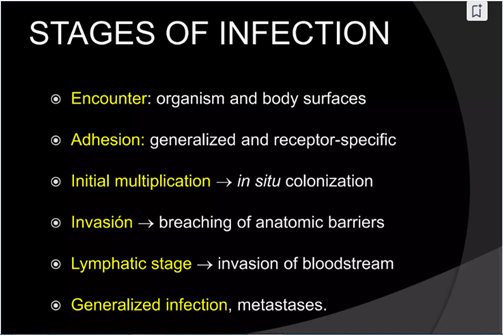 STAGES OF INFECTION
Encounter: organism and body surfaces
Adhesion: generalized and receptor-specific
Initial multiplication → in situ colonization
Invasión → breaching of anatomic barriers
Lymphatic stage → invasion of bloodstream
Generalized infection, metastases.